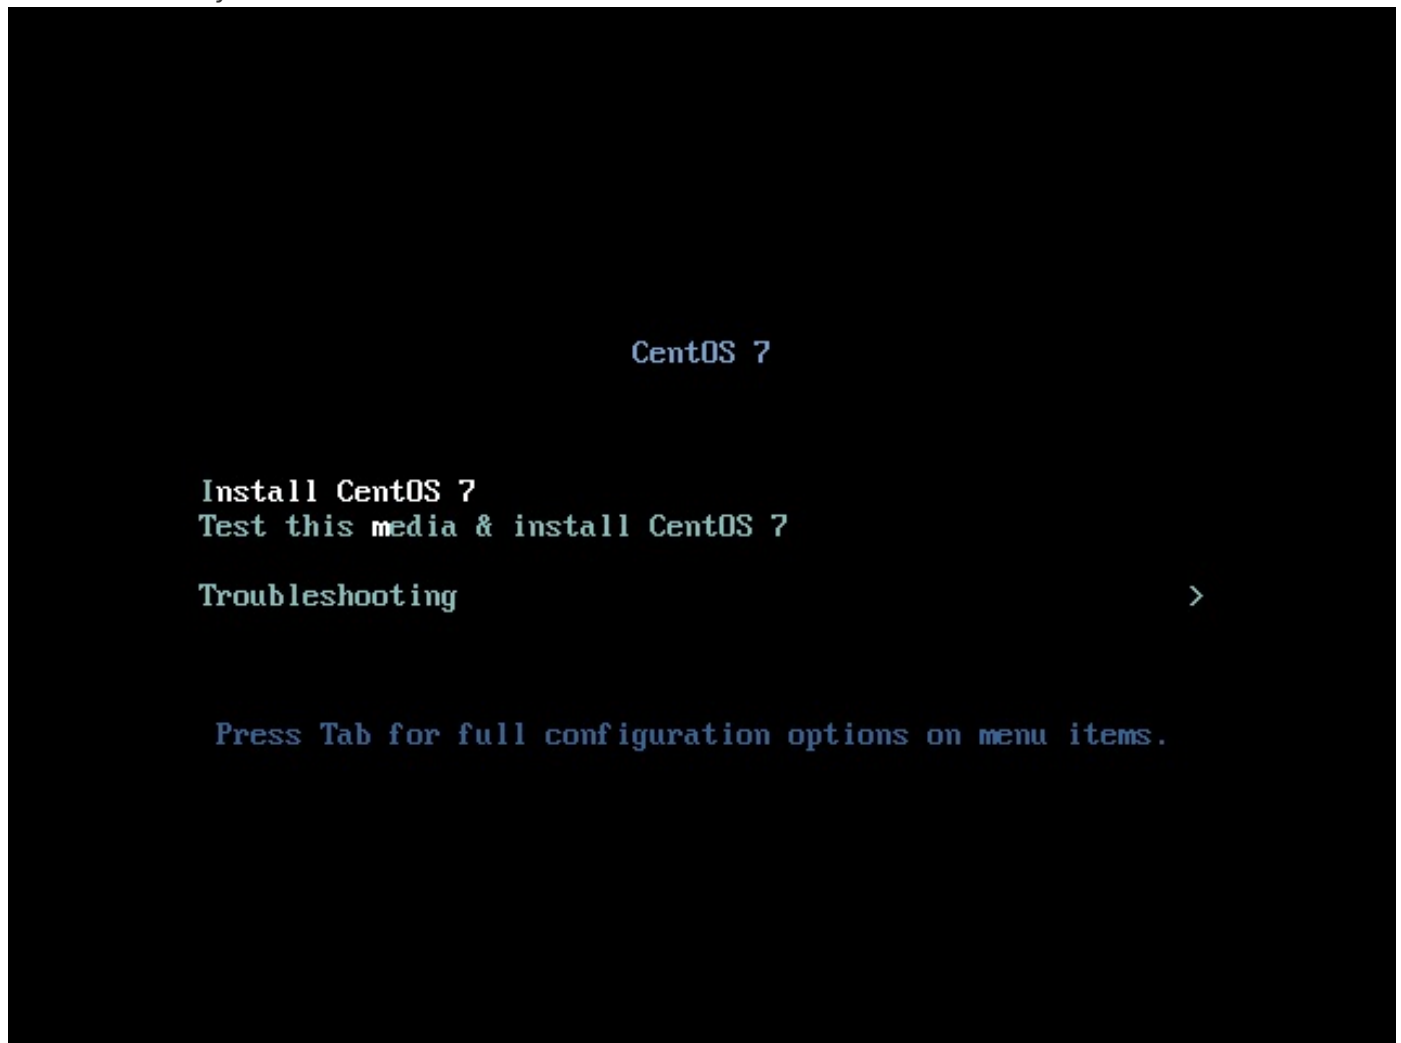 CentOS 7
Install CentOS 7
Test this media & install CentOS 7
Troubleshooting >
Press Tab for full configuration options on menu items.